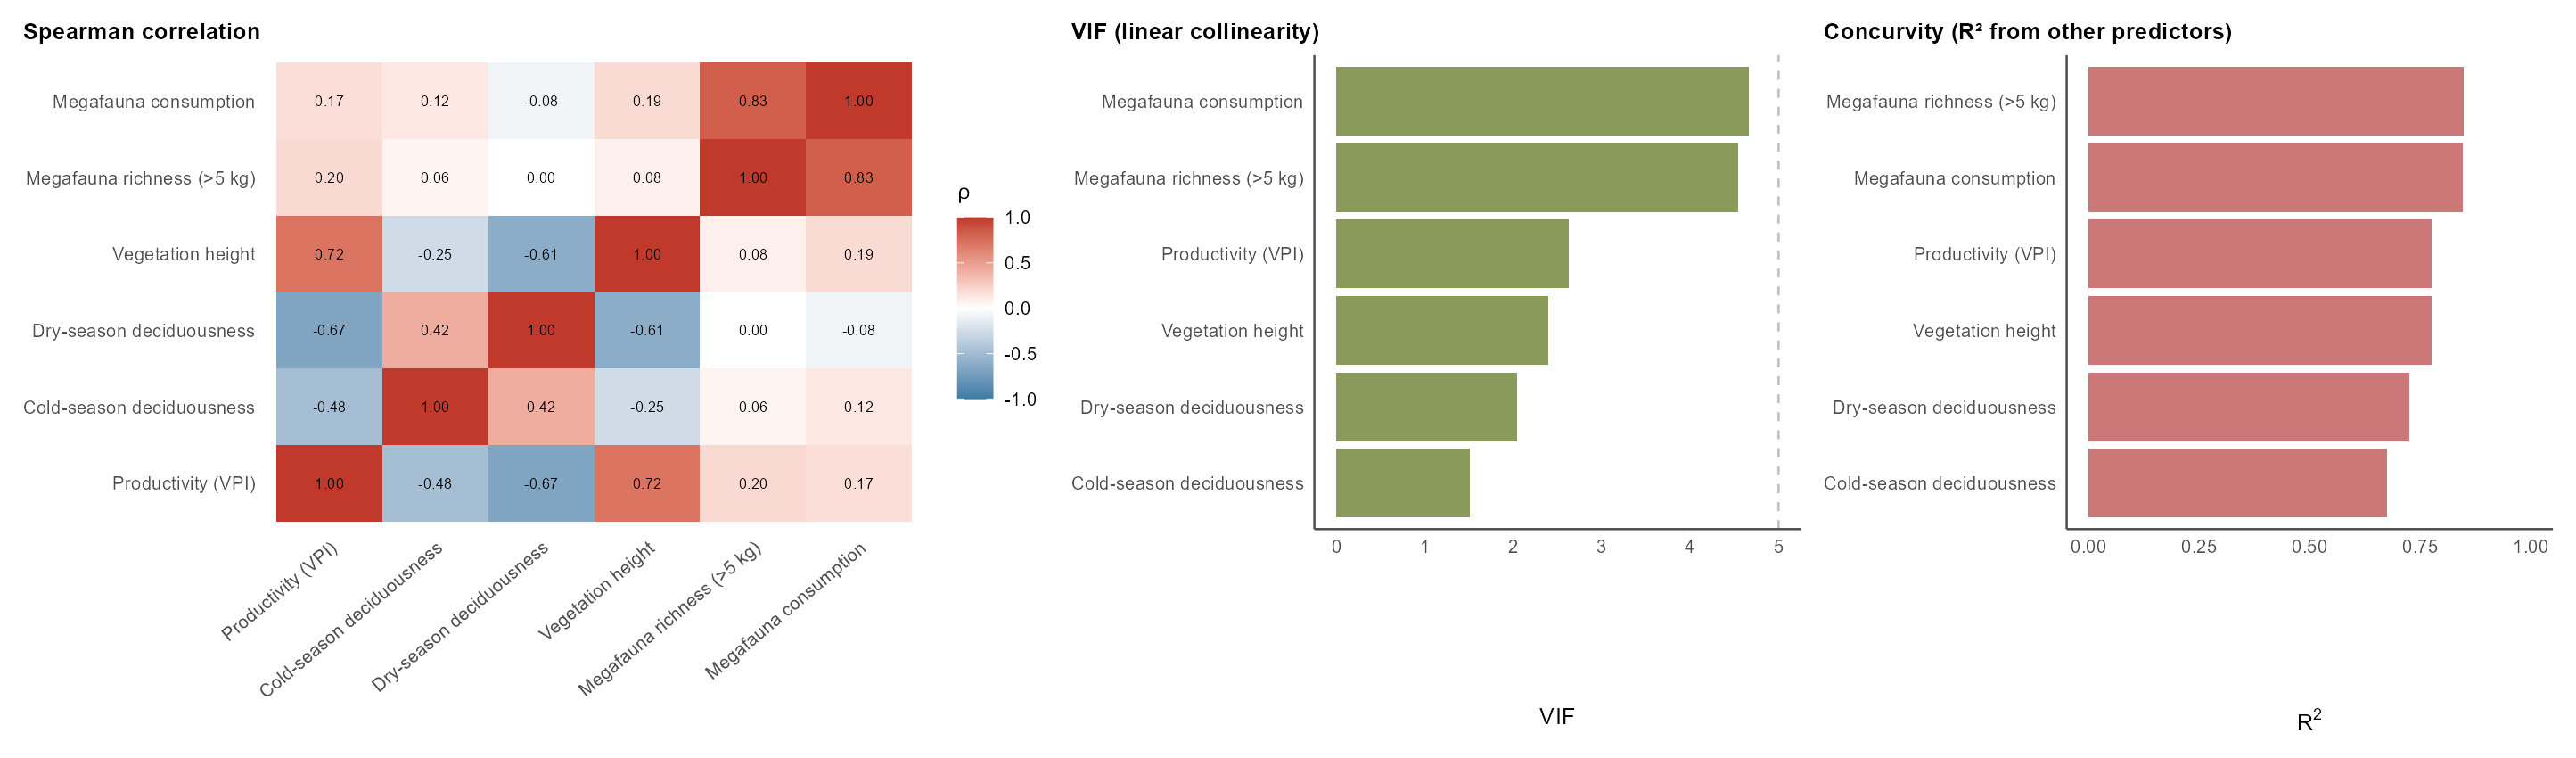 Spearman correlation
Megafauna consumption 0.17 0.12 -0.08 0.19 0.83 1.00
Megafauna richness (>5 kg) 0.20 0.06 0.00 0.08 1.00 0.83
Vegetation height 0.72 -0.25 -0.61 1.00 0.08 0.19
Dry-season deciduousness -0.67 0.42 1.00 -0.61 0.00 -0.08
Cold-season deciduousness -0.48 1.00 0.42 -0.25 0.06 0.12
Productivity (VPI) 1.00 -0.48 -0.67 0.72 0.20 0.17
Productivity (VPI)
Cold-season deciduousness
Dry-season deciduousness
Vegetation height
Megafauna richness (>5 kg)
Megafauna consumption
ρ
1.0
0.5
0.0
-0.5
-1.0
VIF (linear collinearity)
Megafauna consumption
Megafauna richness (>5 kg)
Productivity (VPI)
Vegetation height
Dry-season deciduousness
Cold-season deciduousness
0 1 2 3 4 5
VIF
Concurvity (R² from other predictors)
Megafauna richness (>5 kg)
Megafauna consumption
Productivity (VPI)
Vegetation height
Dry-season deciduousness
Cold-season deciduousness
0.00 0.25 0.50 0.75 1.00
R²